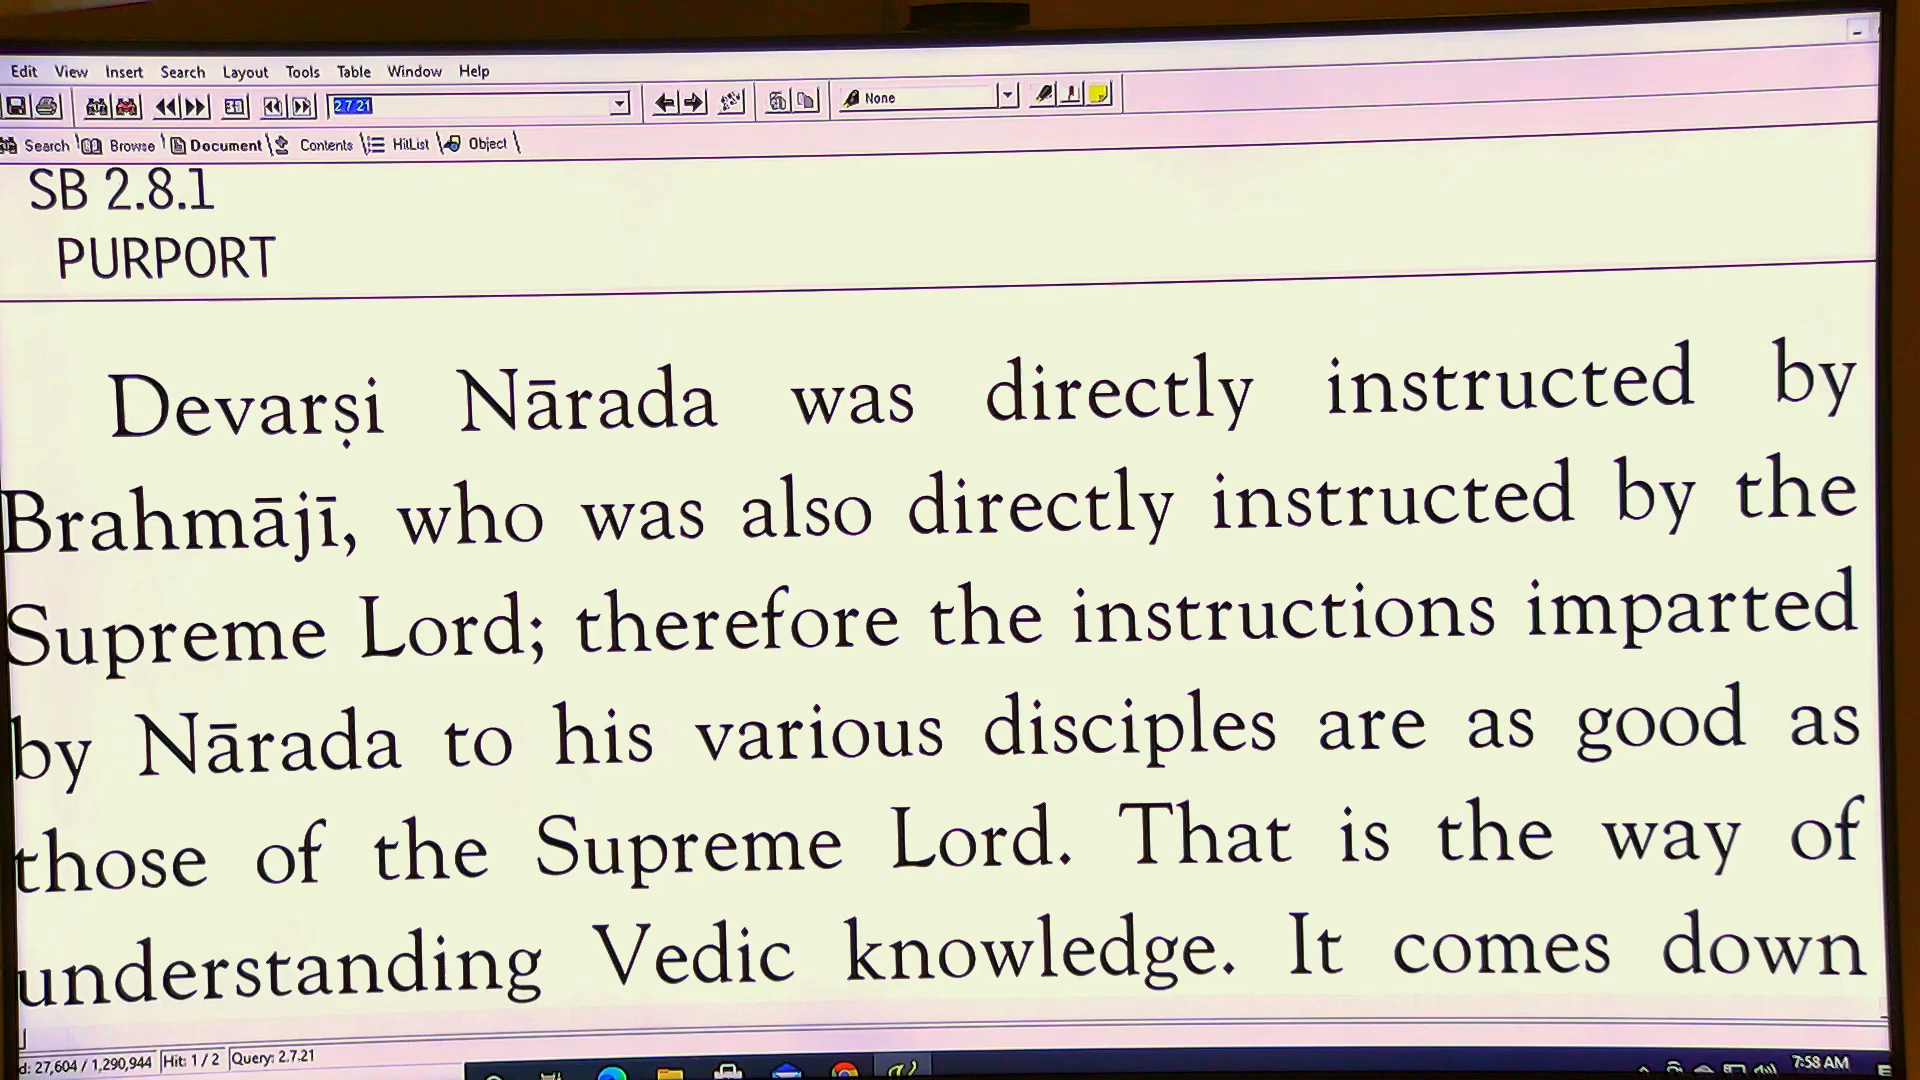 Edit View Insert Search Layout Tools Table Window Help
2 7 21 None
Search Browse Document Contents HitList Object
SB 2.8.1
PURPORT
Devarṣi Nārada was directly instructed by
Brahmājī, who was also directly instructed by the
Supreme Lord; therefore the instructions imparted
by Nārada to his various disciples are as good as
those of the Supreme Lord. That is the way of
understanding Vedic knowledge. It comes down
d: 27,604 / 1,290,944 Hit: 1 / 2 Query: 2.7.21
7:58 AM